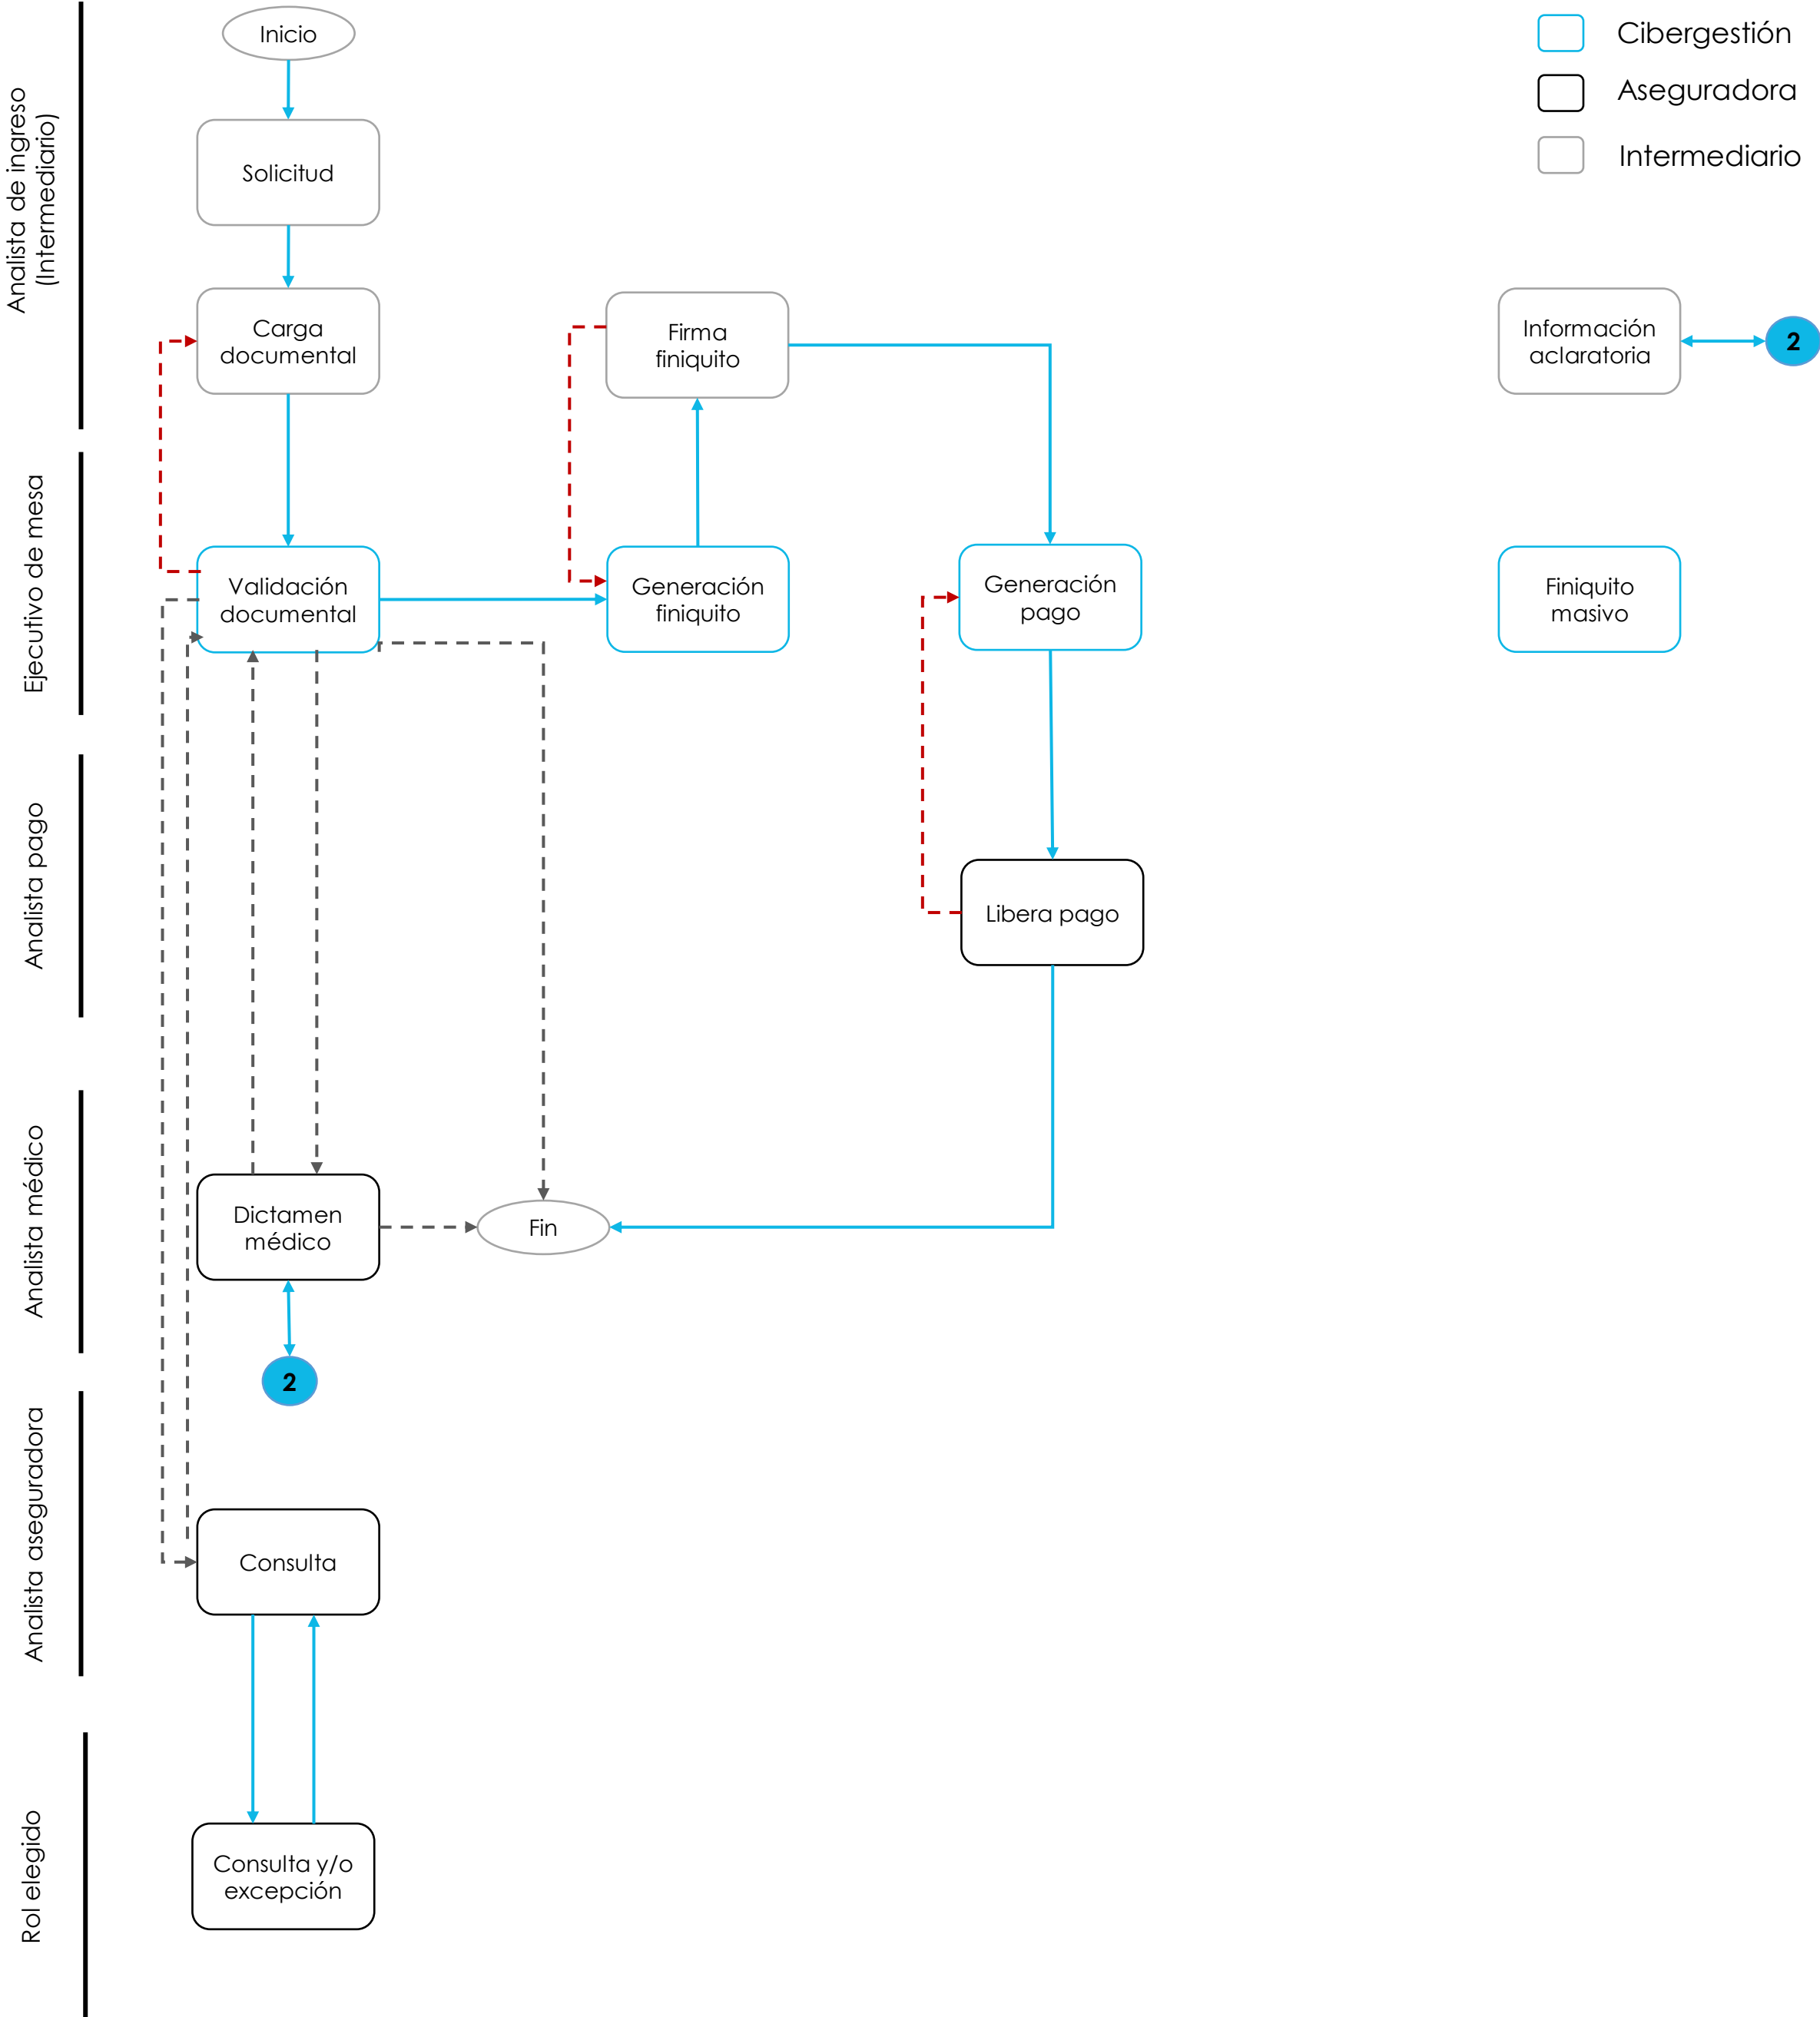 Inicio
Cibergestión
Aseguradora
Intermediario
Analista de ingreso
(Intermediario)
Solicitud
Carga
documental
Firma
finiquito
Información
aclaratoria
2
Ejecutivo de mesa
Validación
documental
Generación
finiquito
Generación
pago
Finiquito
masivo
Analista pago
Libera pago
Analista médico
Dictamen
médico
Fin
2
Analista aseguradora
Consulta
Rol elegido
Consulta y/o
excepción